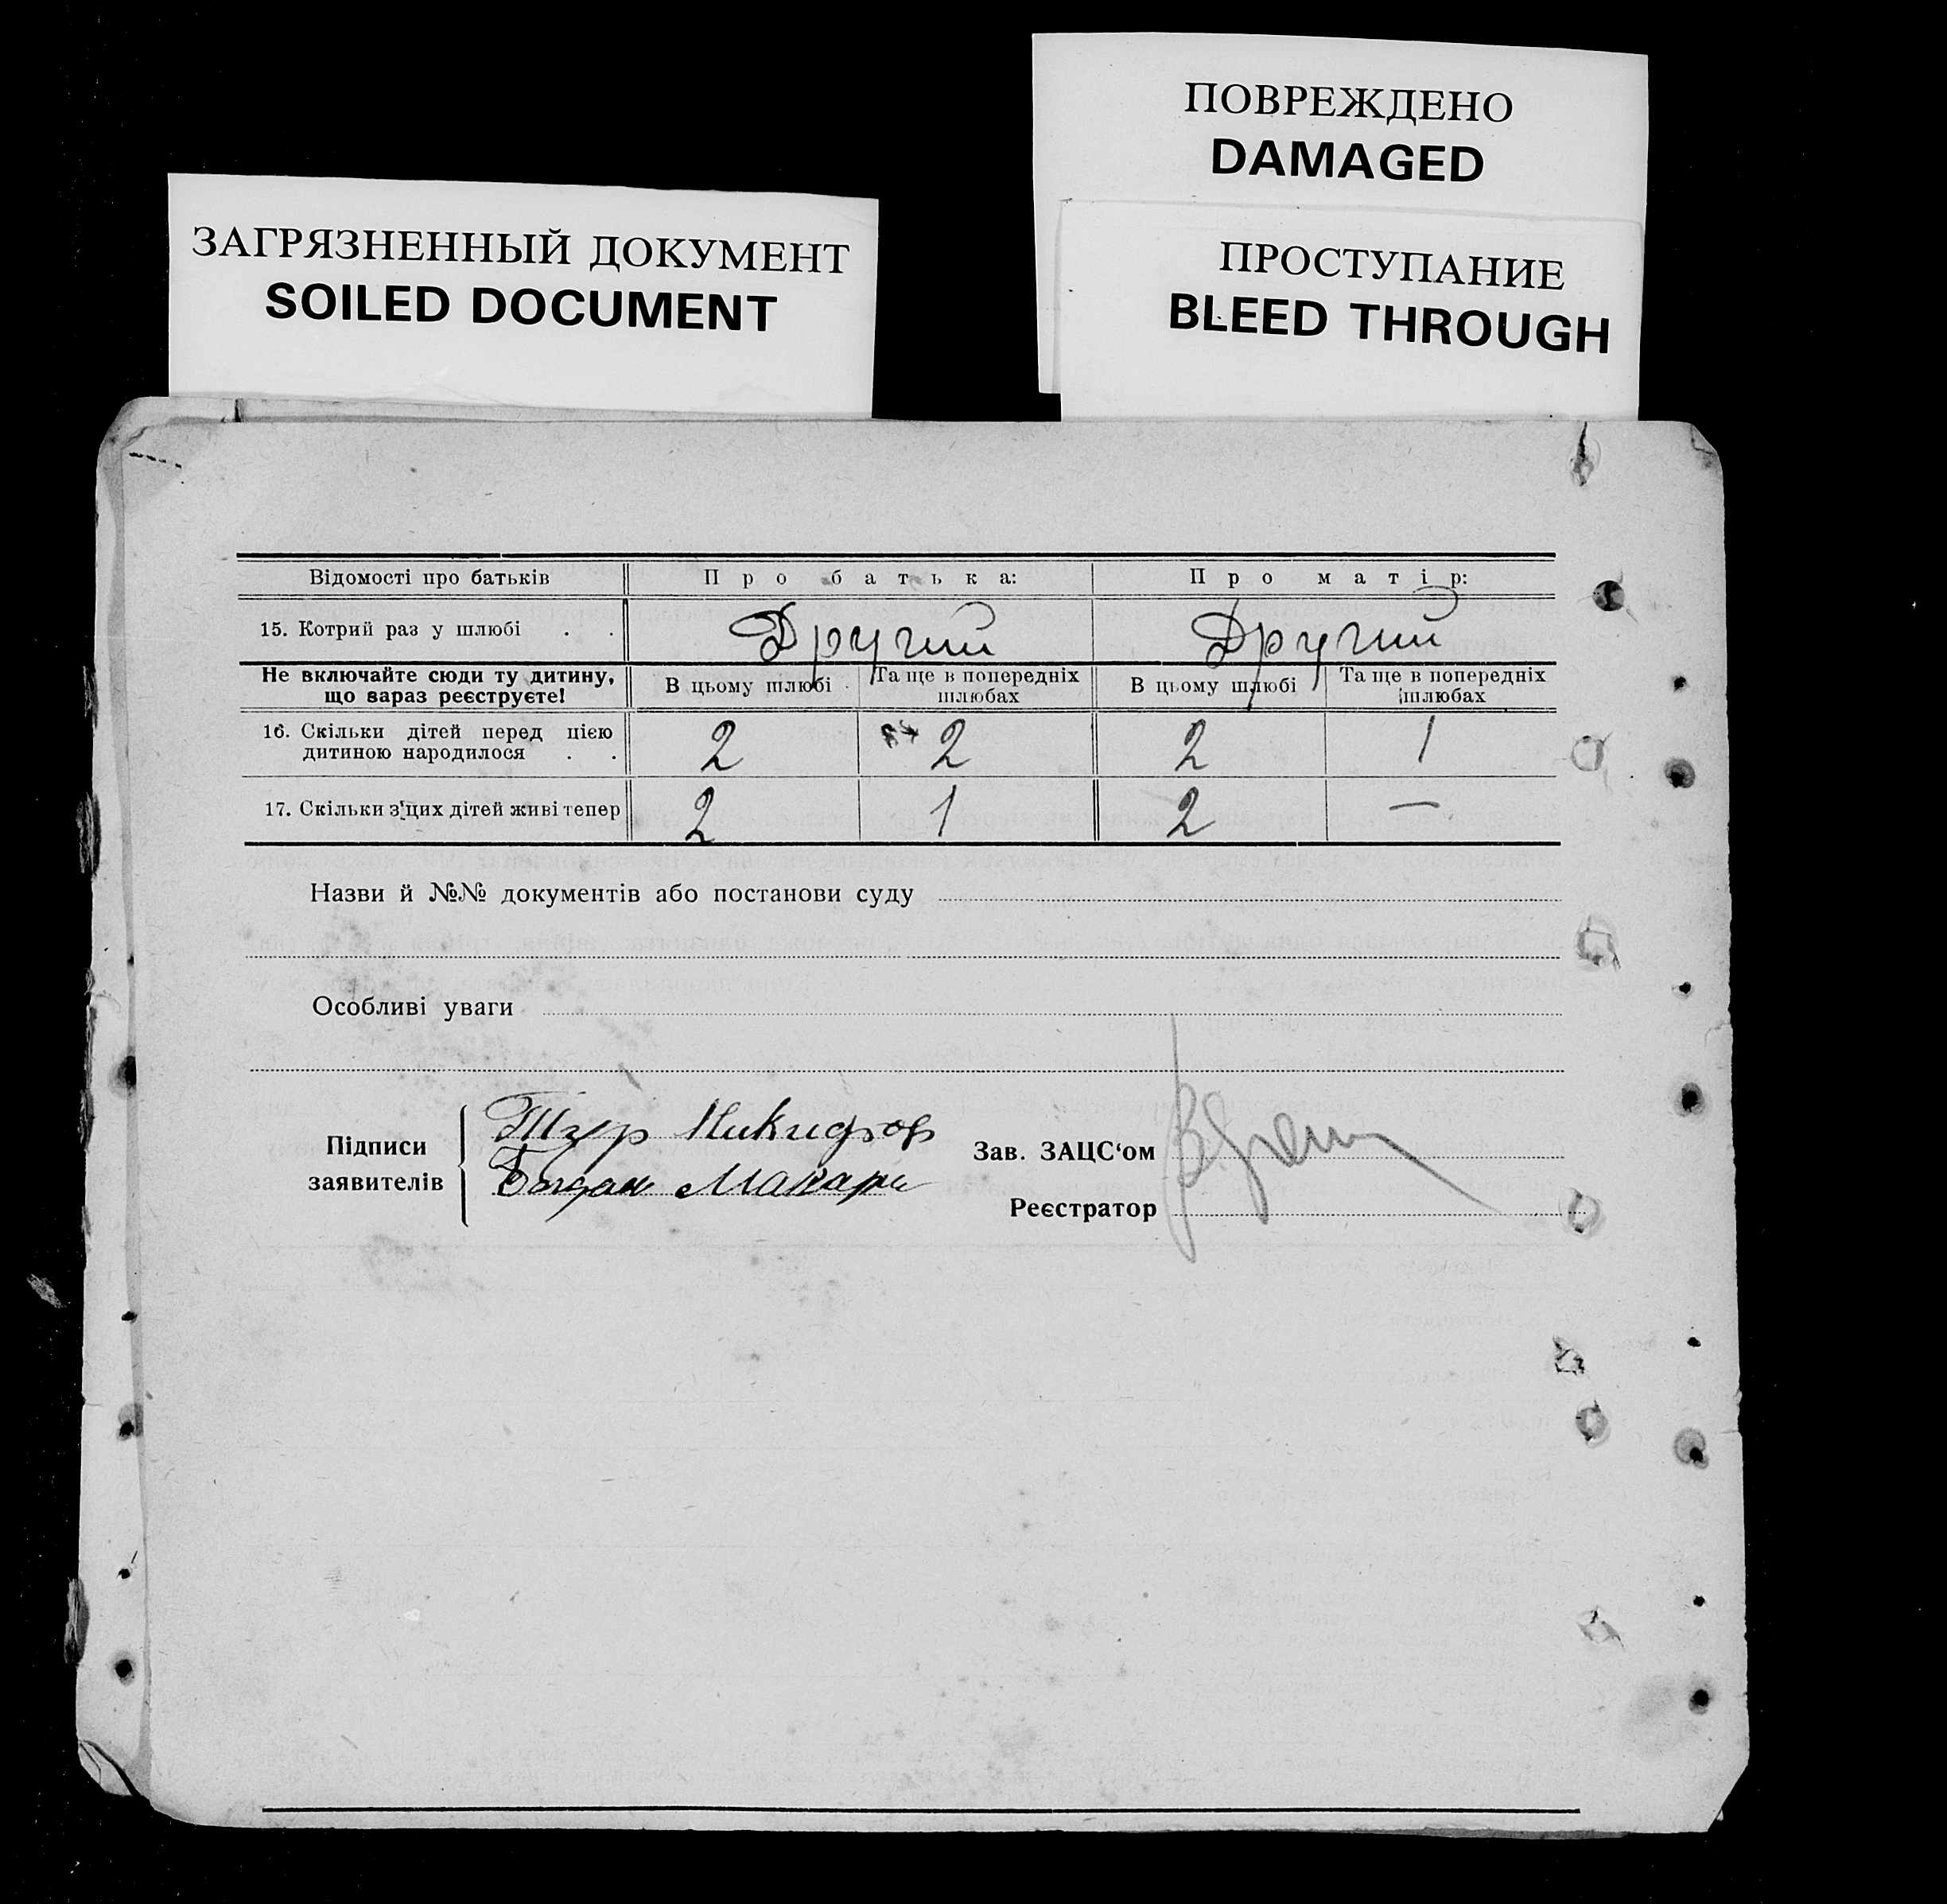 ПОВРЕЖДЕНО
DAMAGED
ЗАГРЯЗНЕННЫЙ ДОКУМЕНТ
SOILED DOCUMENT
ПРОСТУПАНИЕ
BLEED THROUGH
Відомості про батьків Про батька: Про матір:
15. Котрий раз у шлюбі . . Другий Другий
Не включайте сюди ту дитину, що вараз реєструєте! В цьому шлюбі Та ще в попередніх шлюбах В цьому шлюбі Та ще в попередніх шлюбах
16. Скільки дітей перед цією дитиною народилося . . 2 2 2 1
17. Скільки з'цих дітей живі тепер 2 1 2 —
Назви й №№ документів або постанови суду
Особливі уваги
Підписи заявителів
Никифор
Макари
Зав. ЗАЦС'ом
Реєстратор